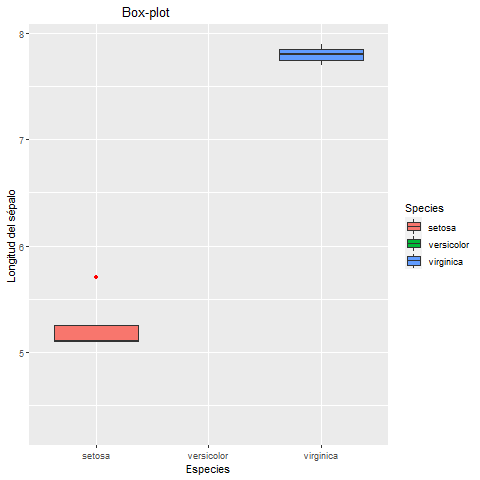 Box-plot
Longitud del sépalo
8
7
6
5
setosa
versicolor
virginica
Especies
Species
setosa
versicolor
virginica